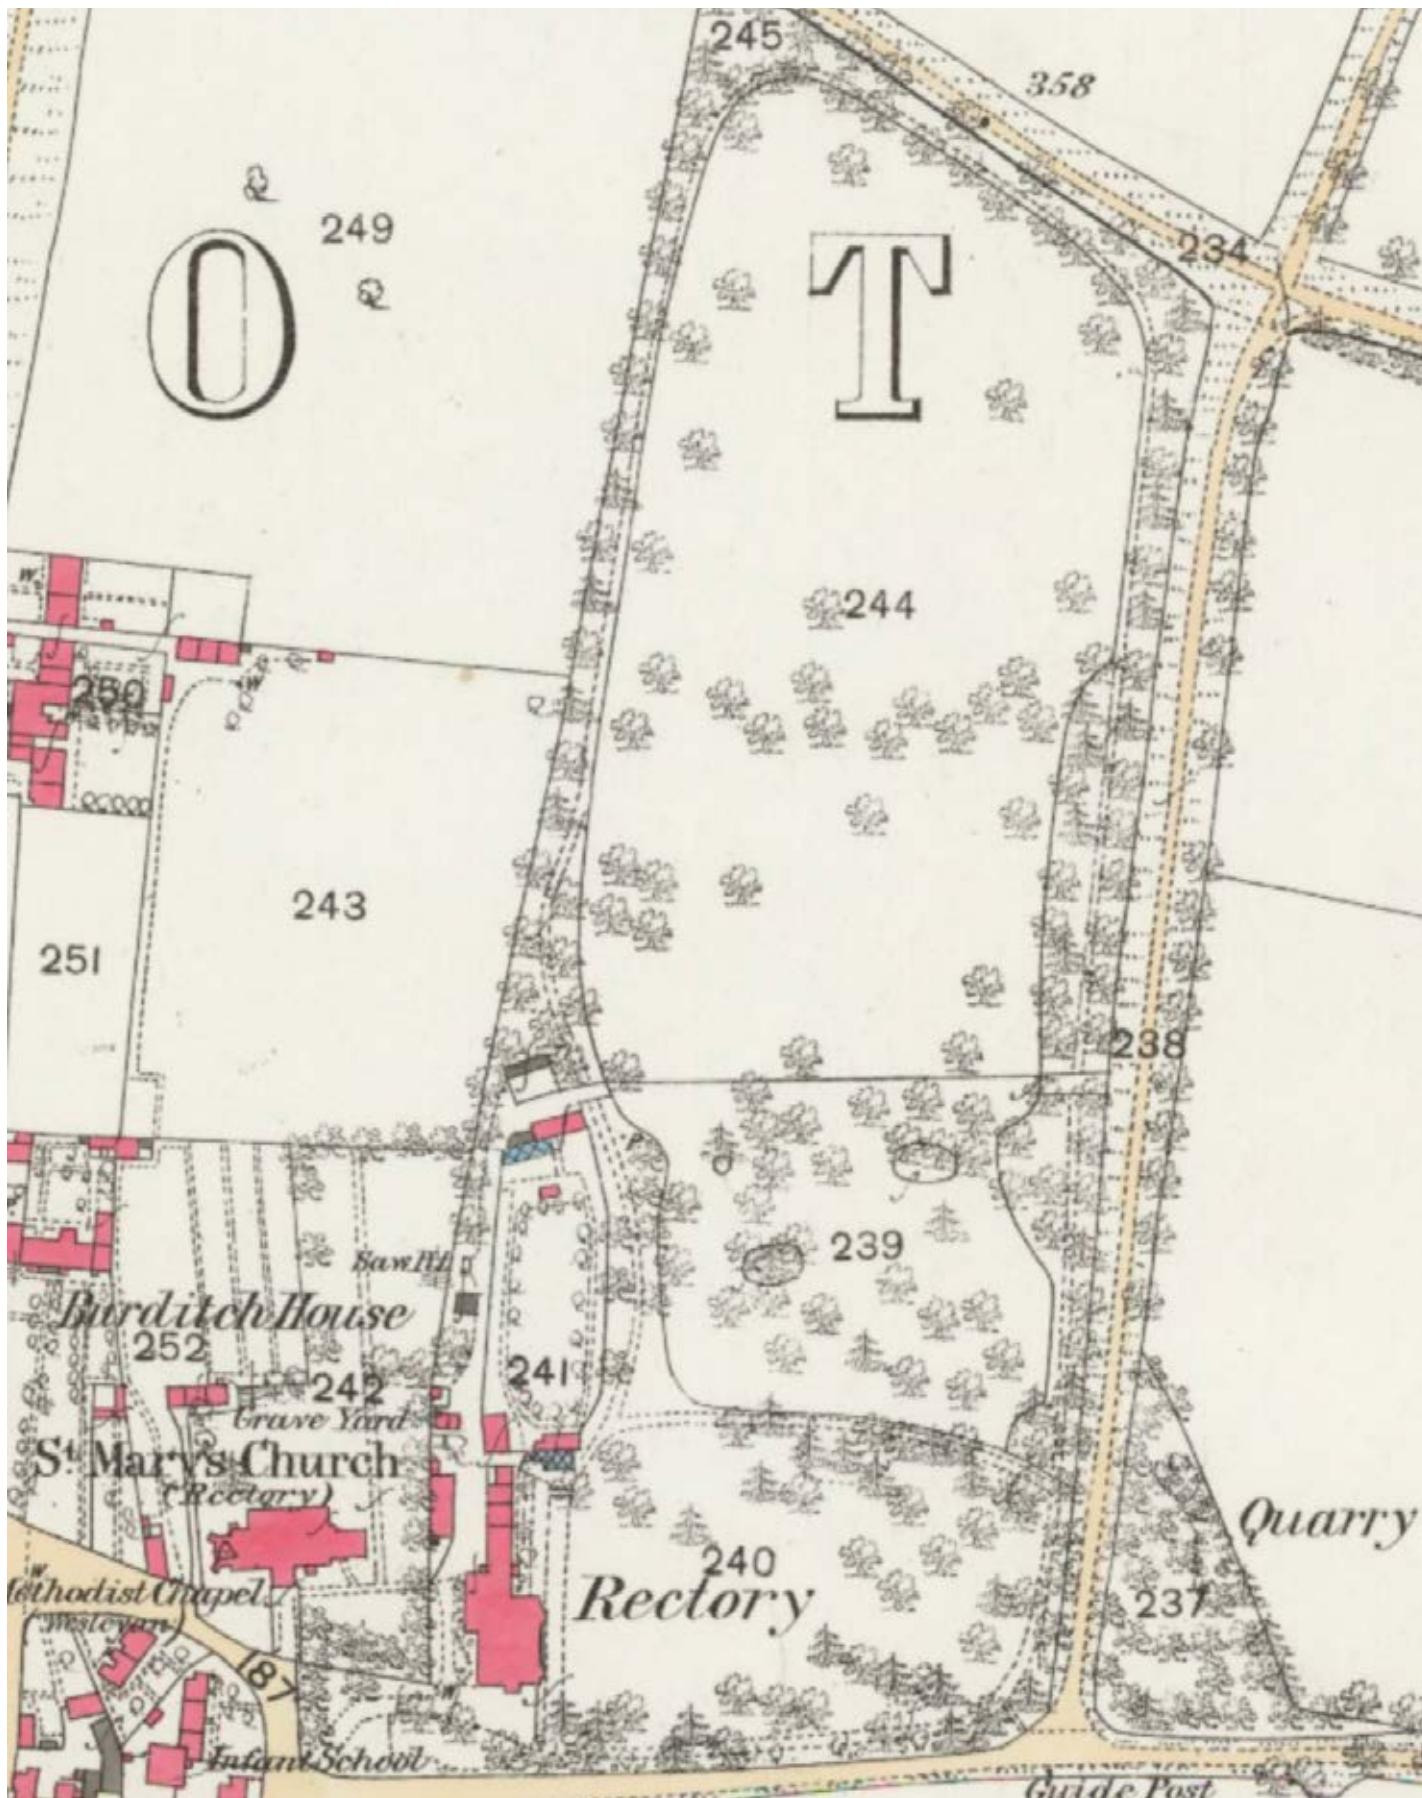 245
358
249
234
O T
244
W
250
W
243
251
238
P
239
Saw Pit
Burditch House
252
241
242
Grave Yard
St Mary's Church
(Rectory)
Quarry
240
Rectory
237
W
Methodist Chapel
(Wesleyan)
187
W
Infant School
Guide Post